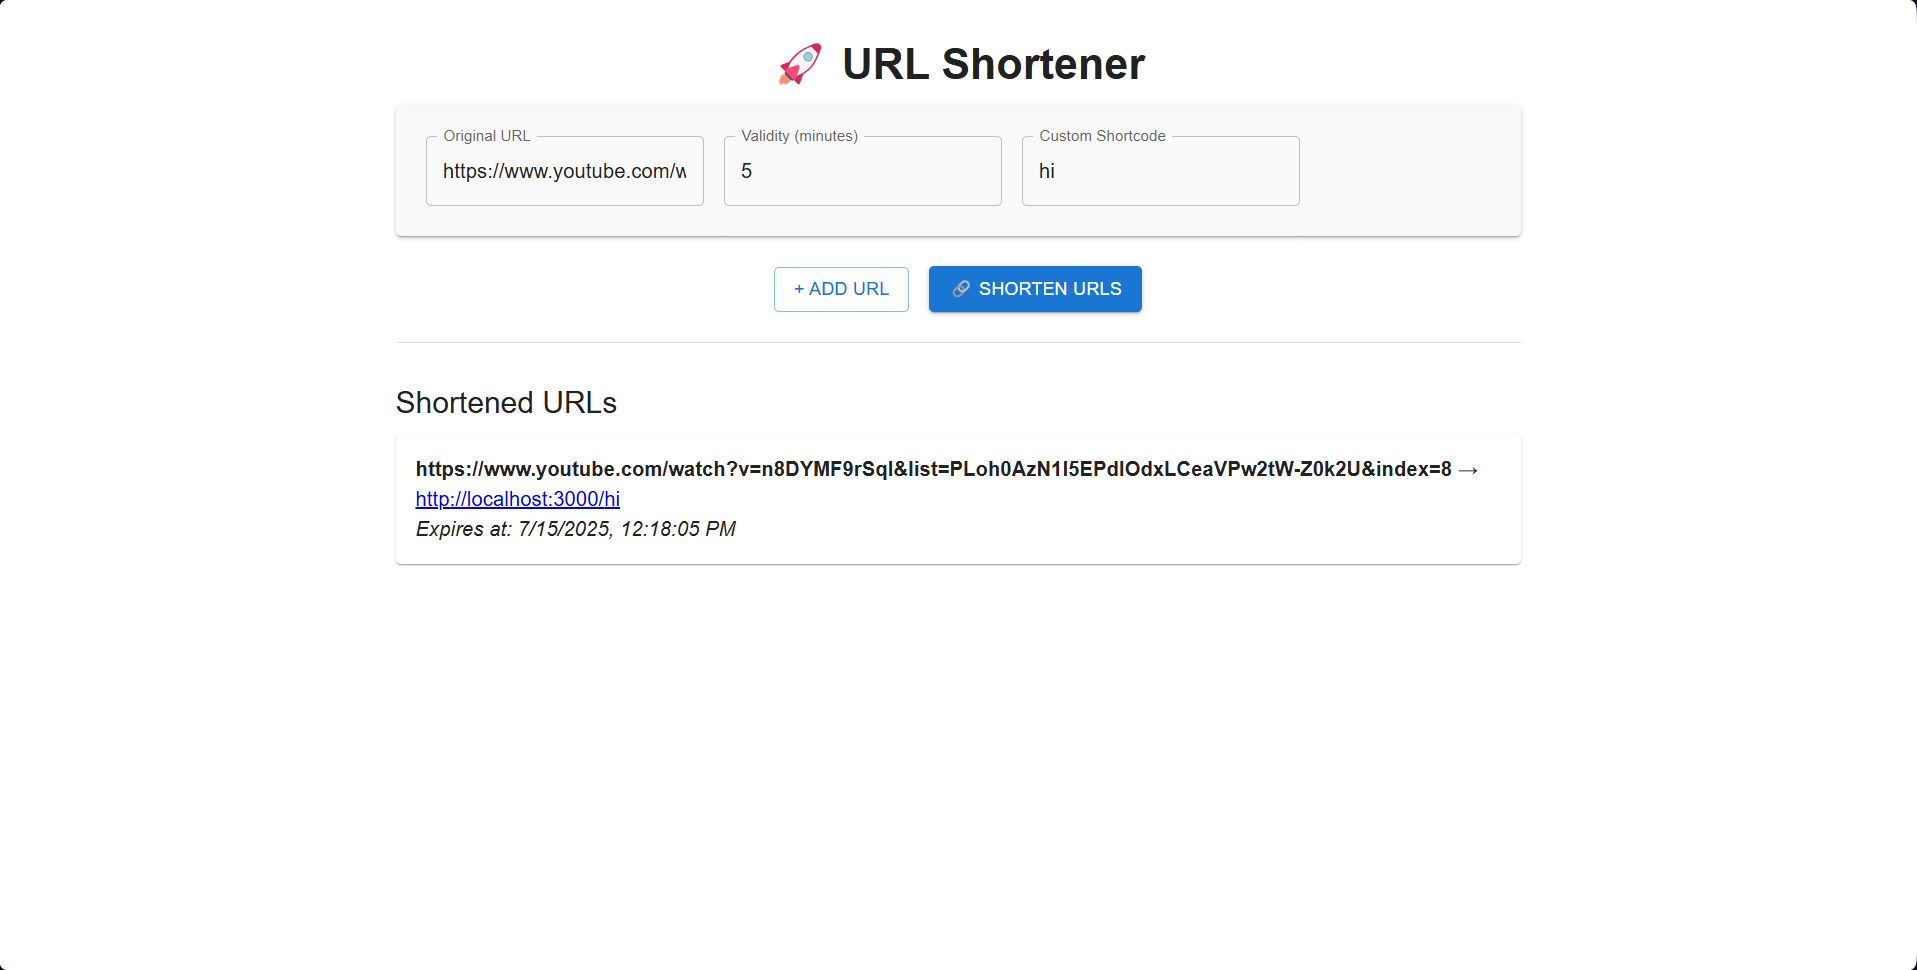 URL Shortener
Original URL
https://www.youtube.com/w
Validity (minutes)
5
Custom Shortcode
hi
+ ADD URL
SHORTEN URLS
Shortened URLs
https://www.youtube.com/watch?v=n8DYMF9rSqI&list=PLoh0AzN1I5EPdIOdxLCeaVPw2tW-Z0k2U&index=8 →
http://localhost:3000/hi
Expires at: 7/15/2025, 12:18:05 PM